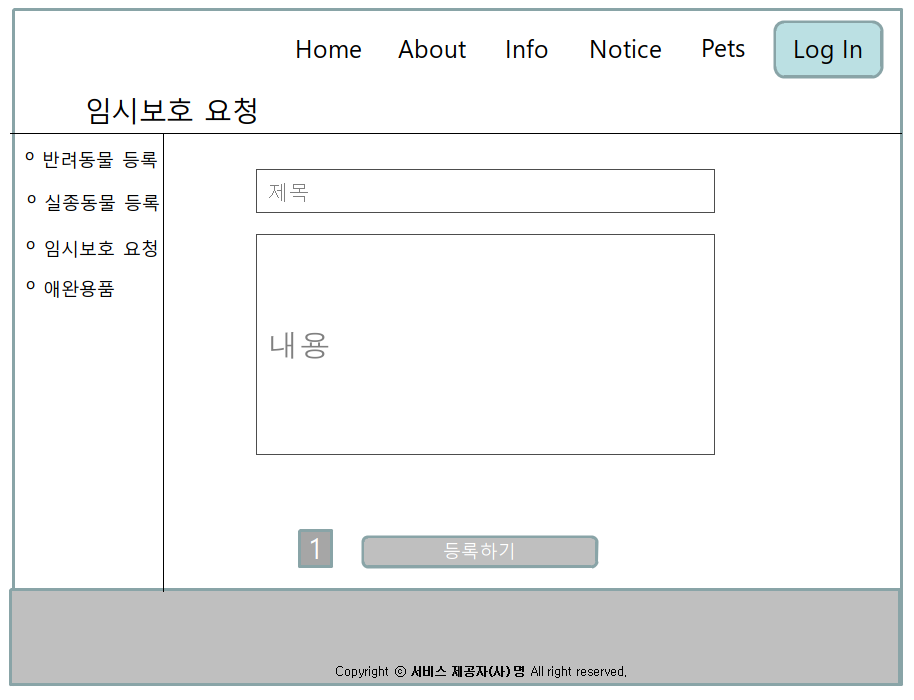 Home About Info Notice Pets Log In
임시보호 요청
o 반려동물 등록
o 실종동물 등록
o 임시보호 요청
o 애완용품
제목
내용
1 등록하기
Copyright ⓒ 서비스 제공자(사)명 All right reserved.